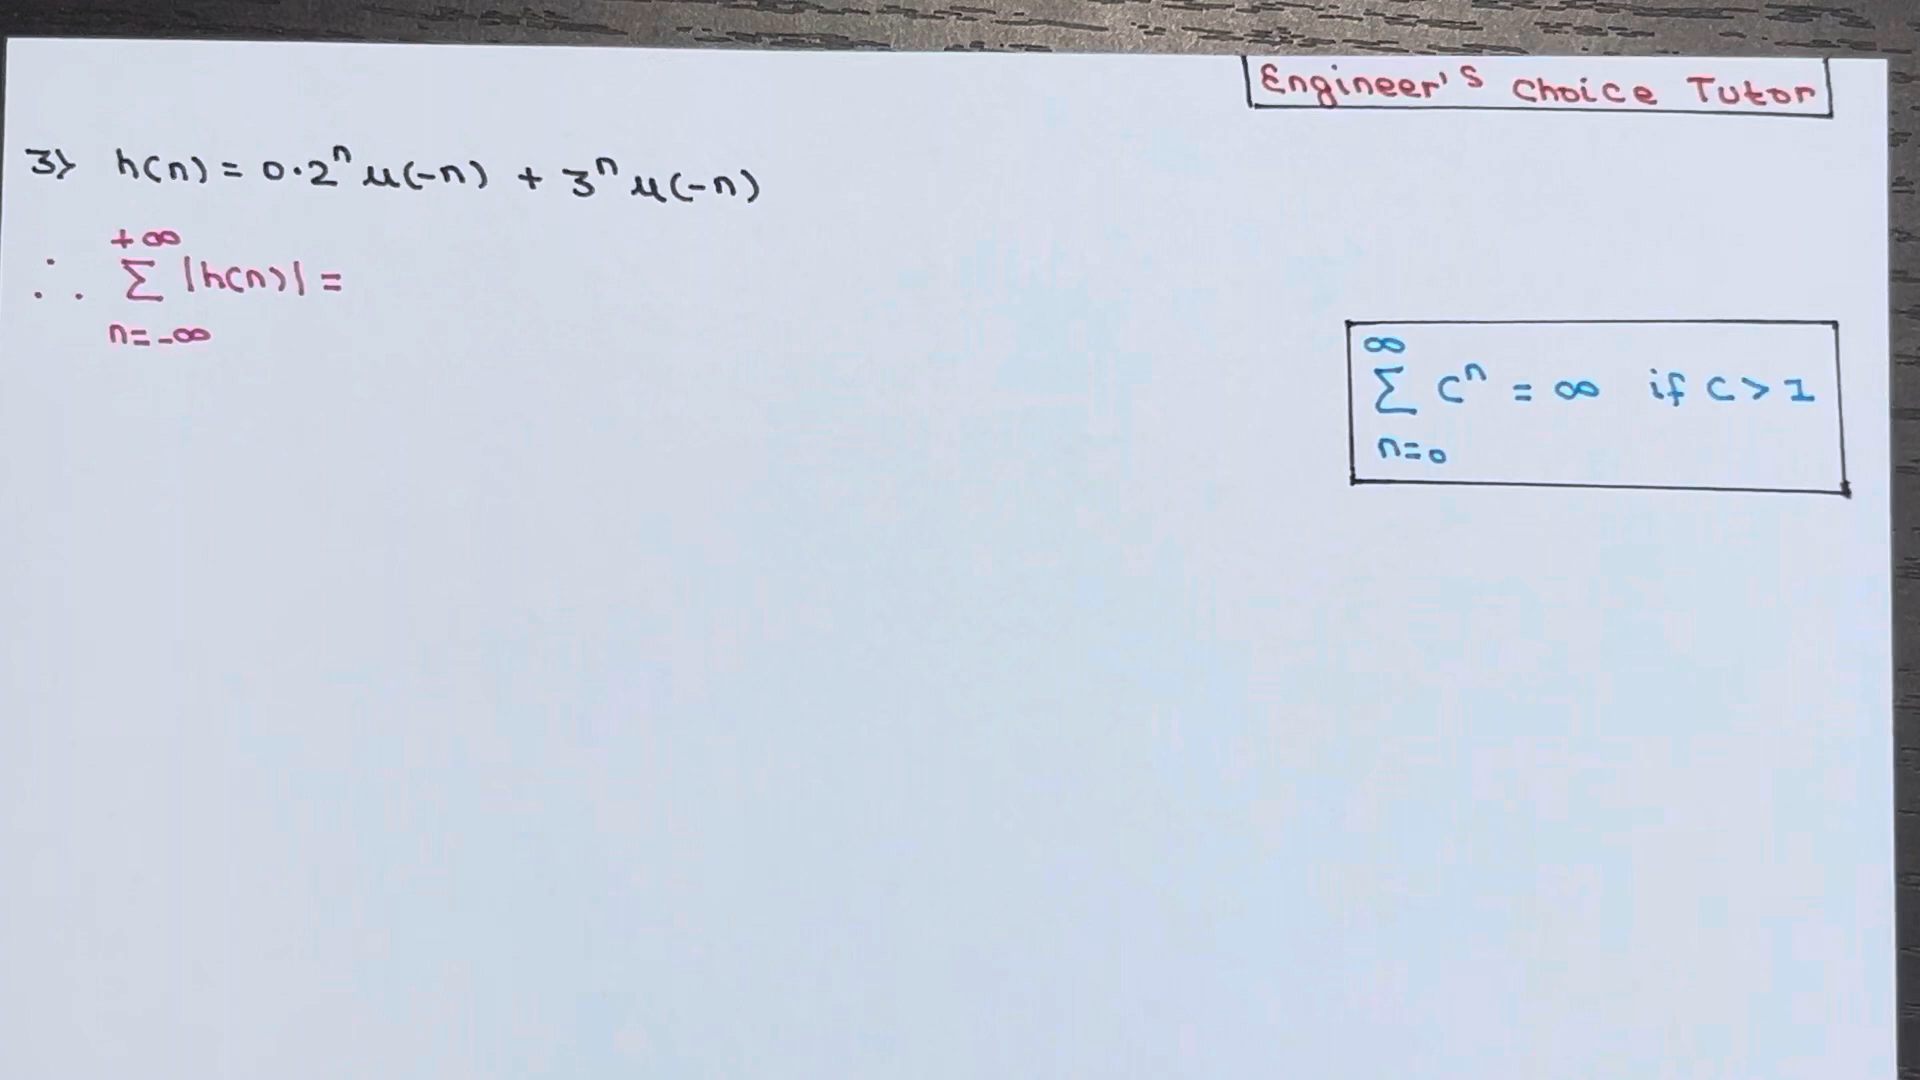 Engineer's Choice Tutor
3) h(n) = 0.2ⁿ u(-n) + 3ⁿ u(-n)
+∞
∴ Σ |h(n)| =
n=-∞
∞
Σ Cⁿ = ∞ if C > 1
n=0